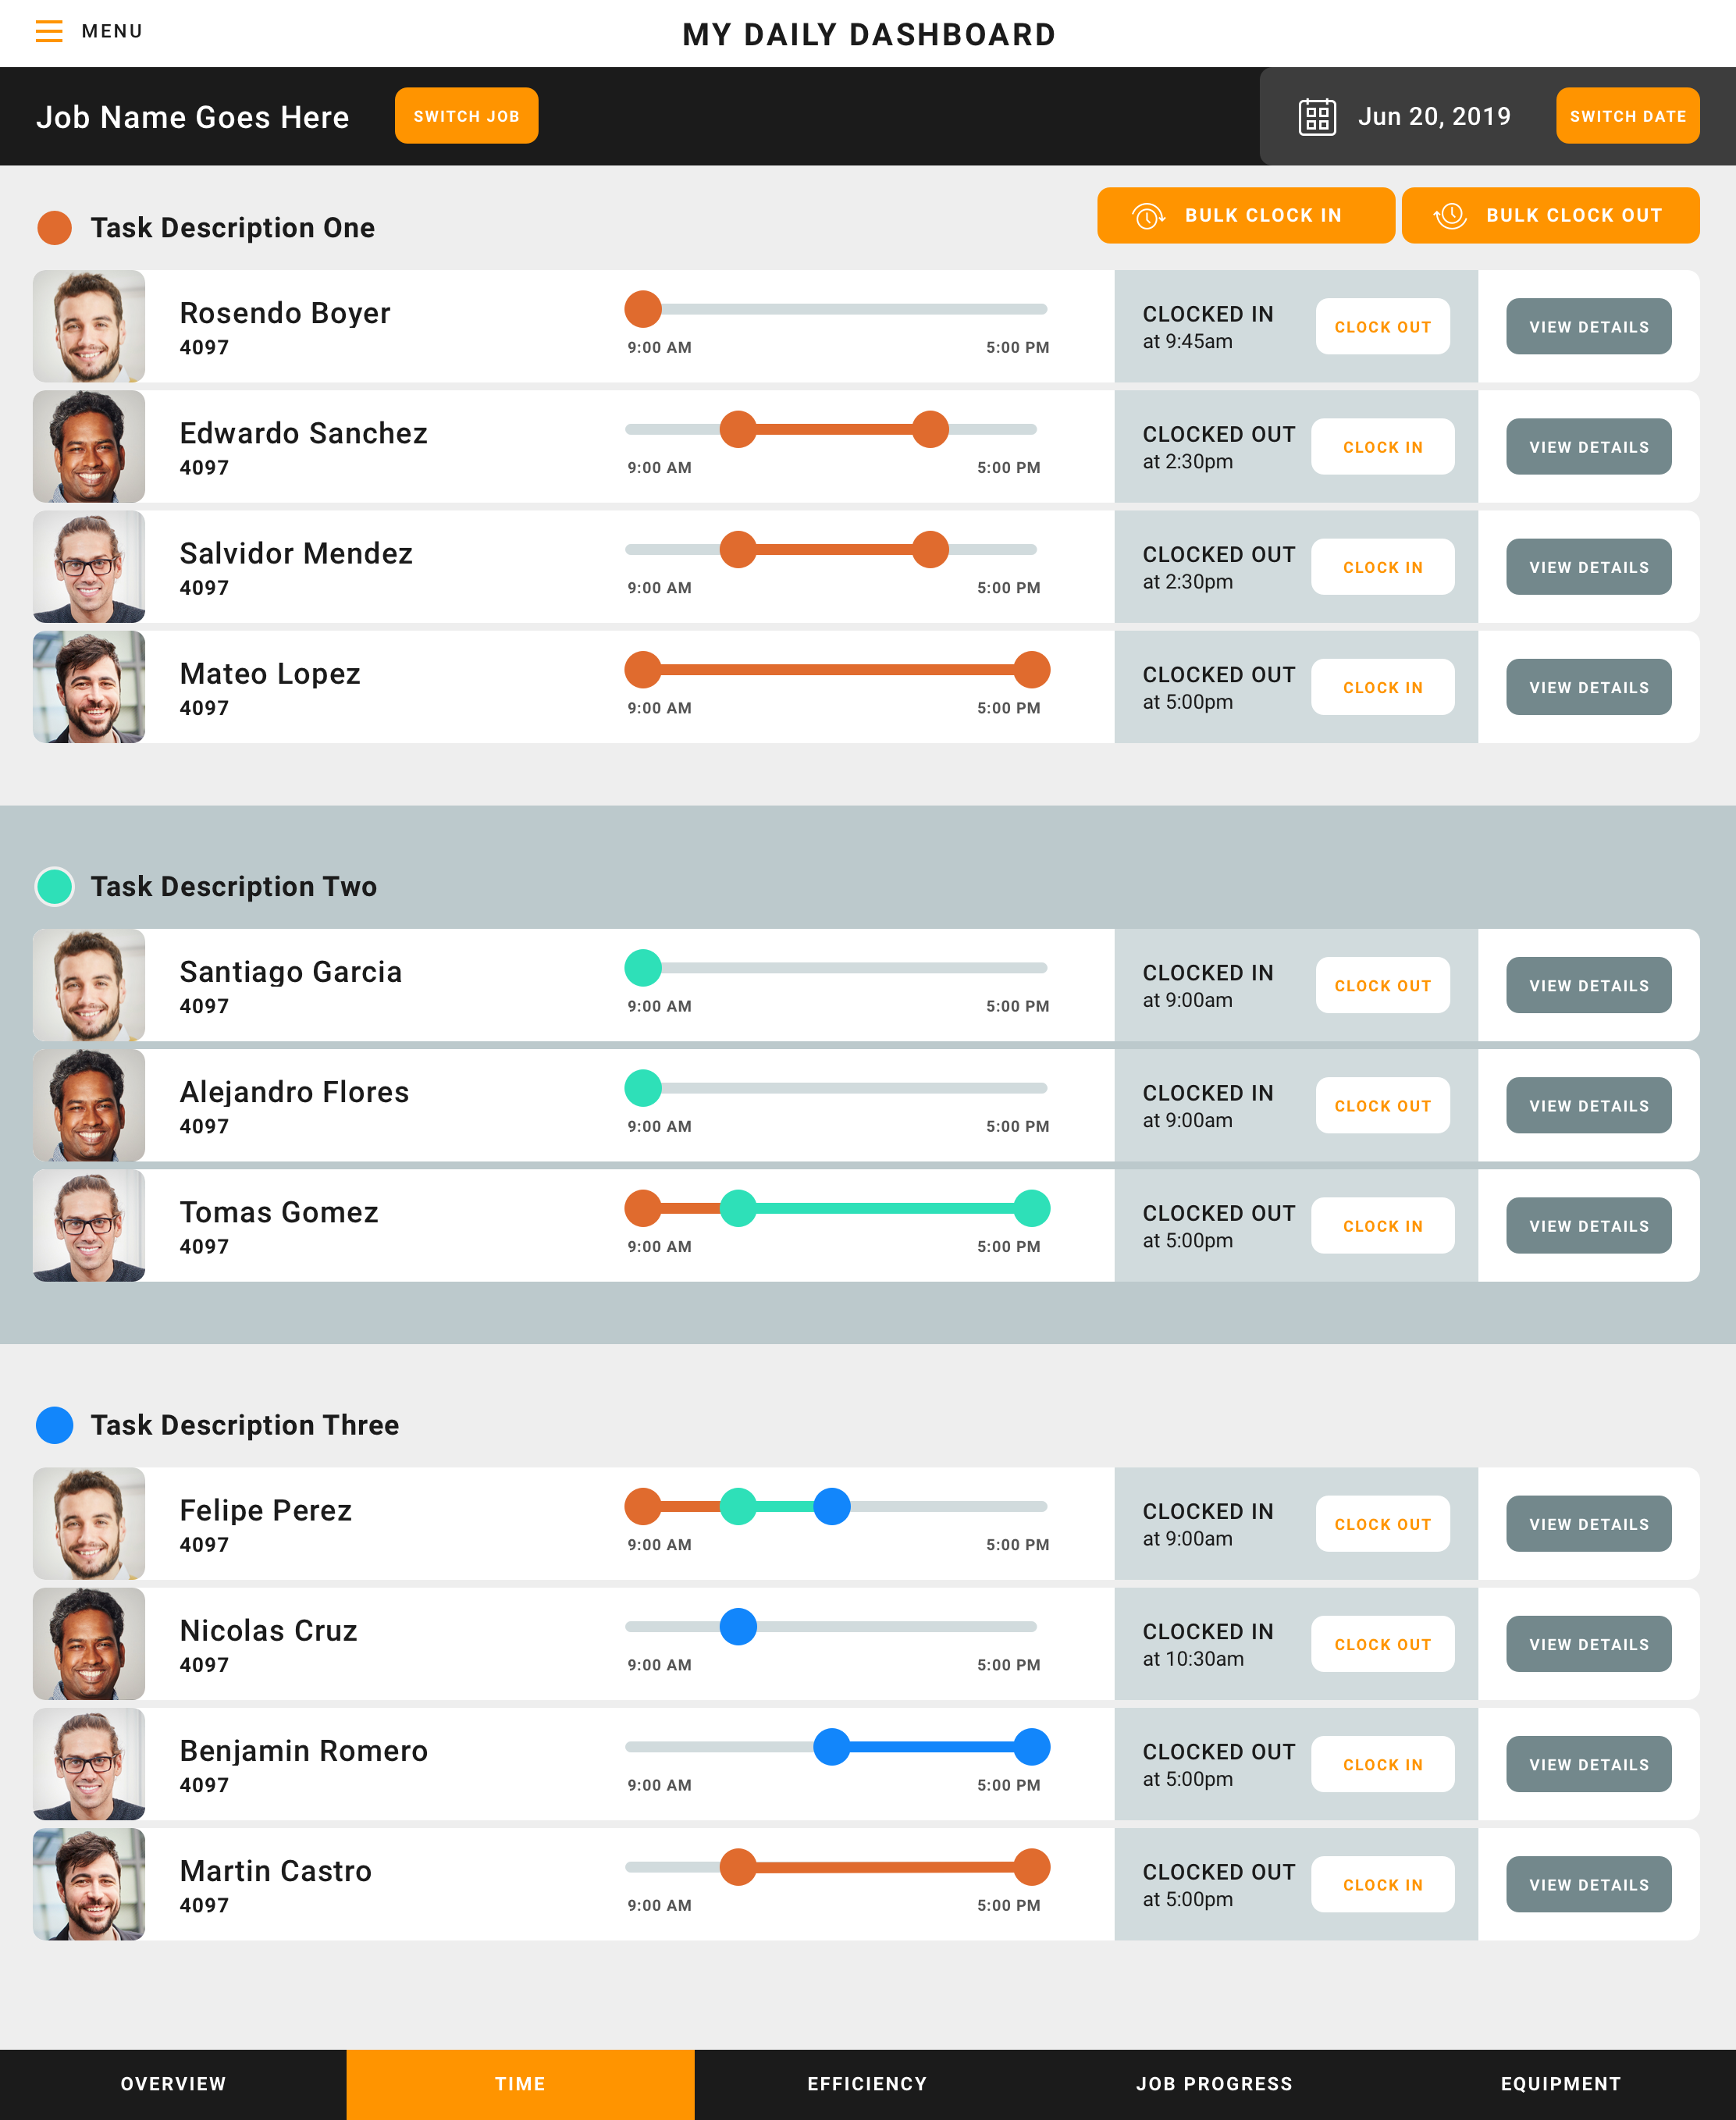 MENU
MY DAILY DASHBOARD
Job Name Goes Here
SWITCH JOB
Jun 20, 2019
SWITCH DATE
Task Description One
BULK CLOCK IN
BULK CLOCK OUT
Rosendo Boyer
4097
9:00 AM
5:00 PM
CLOCKED IN
at 9:45am
CLOCK OUT
VIEW DETAILS
Edwardo Sanchez
4097
9:00 AM
5:00 PM
CLOCKED OUT
at 2:30pm
CLOCK IN
VIEW DETAILS
Salvidor Mendez
4097
9:00 AM
5:00 PM
CLOCKED OUT
at 2:30pm
CLOCK IN
VIEW DETAILS
Mateo Lopez
4097
9:00 AM
5:00 PM
CLOCKED OUT
at 5:00pm
CLOCK IN
VIEW DETAILS
Task Description Two
Santiago Garcia
4097
9:00 AM
5:00 PM
CLOCKED IN
at 9:00am
CLOCK OUT
VIEW DETAILS
Alejandro Flores
4097
9:00 AM
5:00 PM
CLOCKED IN
at 9:00am
CLOCK OUT
VIEW DETAILS
Tomas Gomez
4097
9:00 AM
5:00 PM
CLOCKED OUT
at 5:00pm
CLOCK IN
VIEW DETAILS
Task Description Three
Felipe Perez
4097
9:00 AM
5:00 PM
CLOCKED IN
at 9:00am
CLOCK OUT
VIEW DETAILS
Nicolas Cruz
4097
9:00 AM
5:00 PM
CLOCKED IN
at 10:30am
CLOCK OUT
VIEW DETAILS
Benjamin Romero
4097
9:00 AM
5:00 PM
CLOCKED OUT
at 5:00pm
CLOCK IN
VIEW DETAILS
Martin Castro
4097
9:00 AM
5:00 PM
CLOCKED OUT
at 5:00pm
CLOCK IN
VIEW DETAILS
OVERVIEW
TIME
EFFICIENCY
JOB PROGRESS
EQUIPMENT